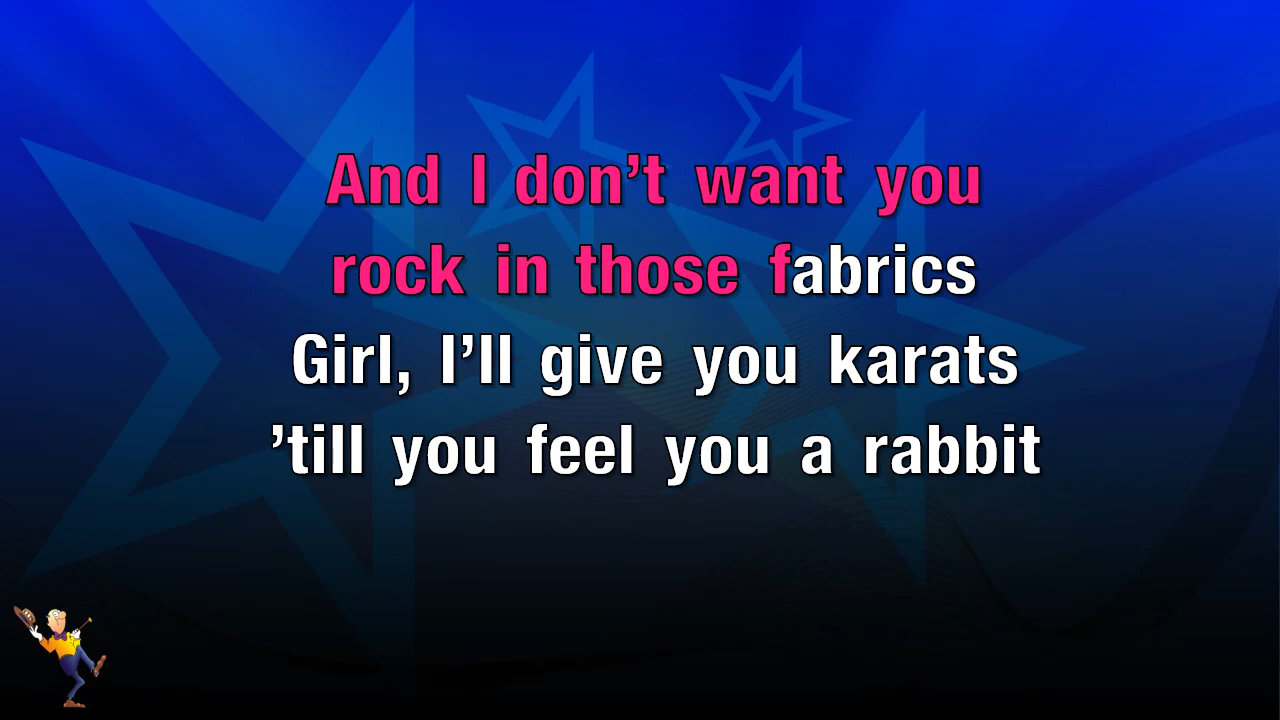 And I don’t want you
rock in those fabrics
Girl, I’ll give you karats
’till you feel you a rabbit